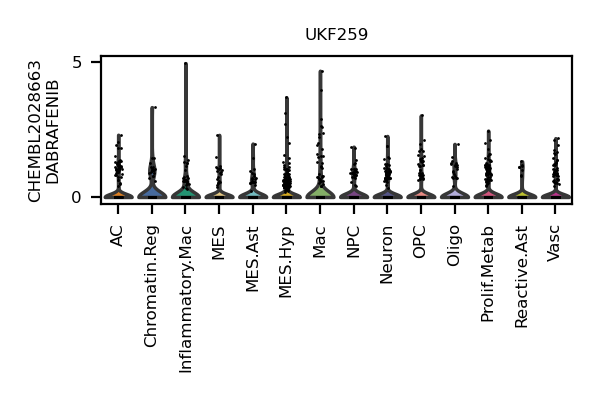 UKF259
CHEMBL2028663
DABRAFENIB
5
0
AC
Chromatin.Reg
Inflammatory.Mac
MES
MES.Ast
MES.Hyp
Mac
NPC
Neuron
OPC
Oligo
Prolif.Metab
Reactive.Ast
Vasc